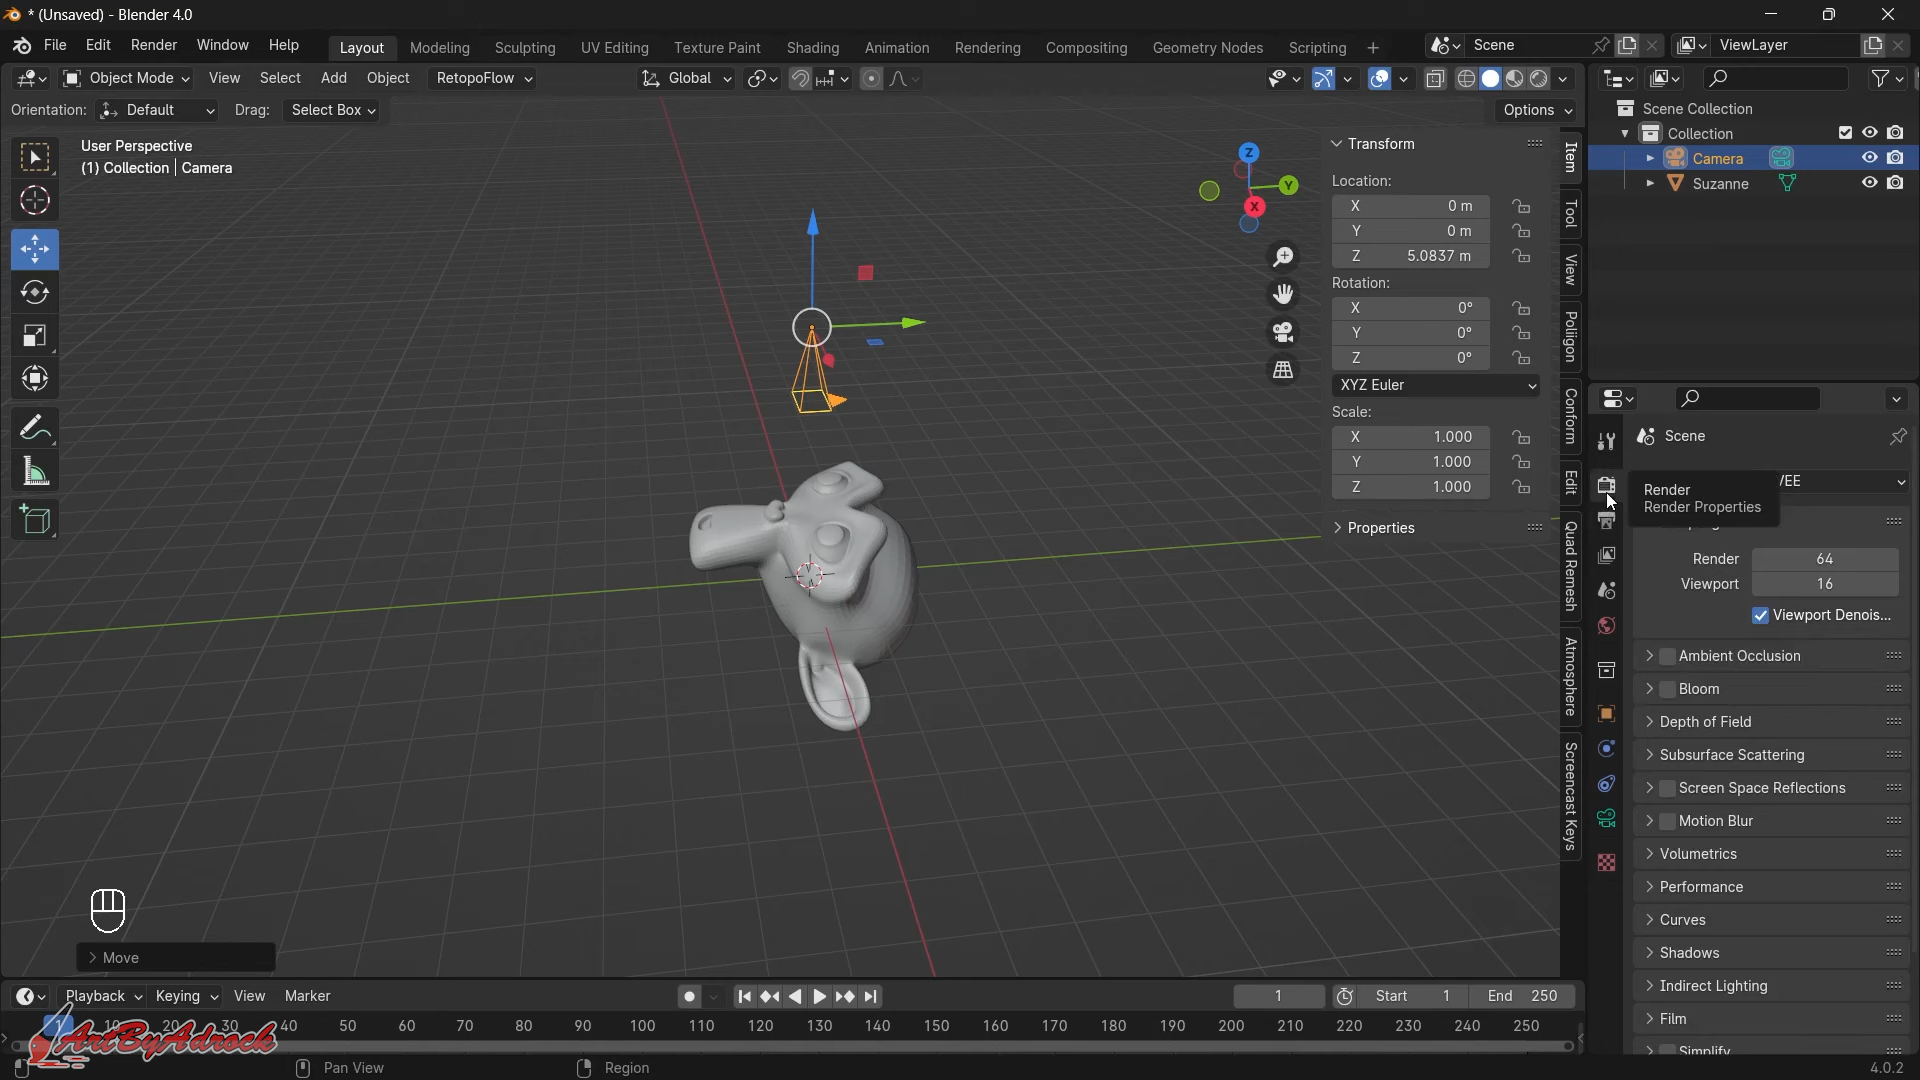 * (Unsaved) - Blender 4.0
File Edit Render Window Help Layout Modeling Sculpting UV Editing Texture Paint Shading Animation Rendering Compositing Geometry Nodes Scripting + Scene ViewLayer
Object Mode View Select Add Object RetopoFlow Global
Orientation: Default Drag: Select Box Options
User Perspective
(1) Collection | Camera
Z
Y
X
Transform
Location:
X 0 m
Y 0 m
Z 5.0837 m
Rotation:
X 0°
Y 0°
Z 0°
XYZ Euler
Scale:
X 1.000
Y 1.000
Z 1.000
Properties
Item
Tool
View
Poliigon
Conform
Edit
Quad Remesh
Atmosphere
Screencast Keys
Scene Collection
Collection
Camera
Suzanne
Scene
VEE
Render
Render Properties
Render 64
Viewport 16
Viewport Denois...
Ambient Occlusion
Bloom
Depth of Field
Subsurface Scattering
Screen Space Reflections
Motion Blur
Volumetrics
Performance
Curves
Shadows
Indirect Lighting
Film
Simplify
Move
Playback Keying View Marker 1 Start 1 End 250
1 10 20 30 40 50 60 70 80 90 100 110 120 130 140 150 160 170 180 190 200 210 220 230 240 250
ArtByAdrock
Pan View Region 4.0.2